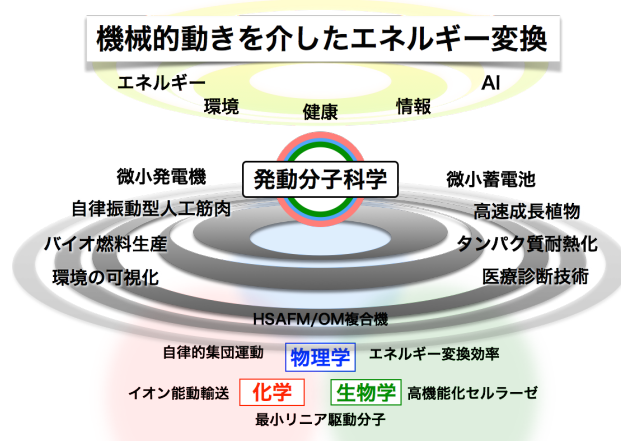 機械的動きを介したエネルギー変換
エネルギー
AI
環境
情報
健康
微小発電機
発動分子科学
微小蓄電池
自律振動型人工筋肉
高速成長植物
バイオ燃料生産
タンパク質耐熱化
環境の可視化
医療診断技術
HSAFM/OM複合機
自律的集団運動
物理学
エネルギー変換効率
イオン能動輸送
化学
生物学
高機能化セルラーゼ
最小リニア駆動分子